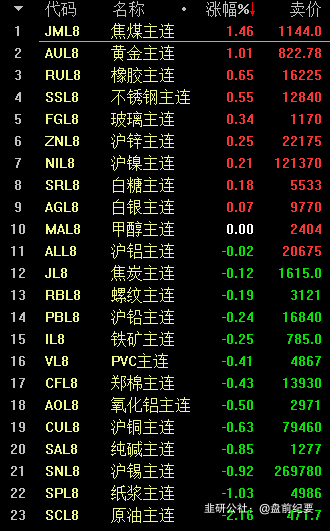 代码 名称 涨幅%↓ 卖价
1 JML8 焦煤主连 1.46 1144.0
2 AUL8 黄金主连 1.01 822.78
3 RUL8 橡胶主连 0.65 16225
4 SSL8 不锈钢主连 0.55 12840
5 FGL8 玻璃主连 0.34 1170
6 ZNL8 沪锌主连 0.25 22175
7 NIL8 沪镍主连 0.21 121370
8 SRL8 白糖主连 0.18 5533
9 AGL8 白银主连 0.07 9770
10 MAL8 甲醇主连 0.00 2404
11 ALL8 沪铝主连 -0.02 20675
12 JL8 焦炭主连 -0.12 1615.0
13 RBL8 螺纹主连 -0.19 3121
14 PBL8 沪铅主连 -0.24 16840
15 IL8 铁矿主连 -0.25 785.0
16 VL8 PVC主连 -0.41 4867
17 CFL8 郑棉主连 -0.43 13930
18 AOL8 氧化铝主连 -0.50 2971
19 CUL8 沪铜主连 -0.63 79460
20 SAL8 纯碱主连 -0.85 1277
21 SNL8 沪锡主连 -0.92 269780
22 SPL8 纸浆主连 -1.03 4986
23 SCL8 原油主连 -2.16 471.7
韭研公社 @盘前纪要